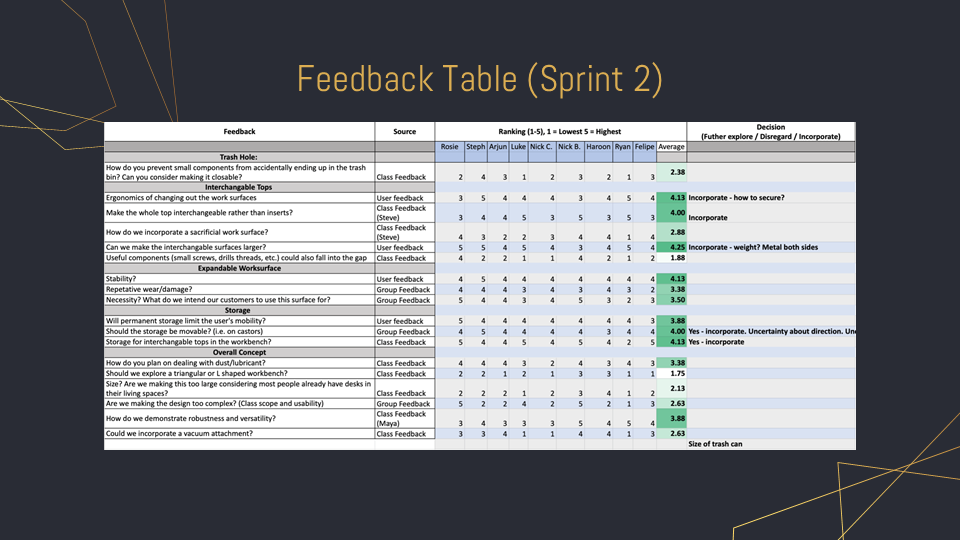 Feedback Table (Sprint 2)
Feedback Source Ranking (1-5), 1 = Lowest 5 = Highest Decision
(Futher explore / Disregard / Incorporate)
Rosie Steph Arjun Luke Nick C. Nick B. Haroon Ryan Felipe Average
Trash Hole:
How do you prevent small components from accidentally ending up in the trash
bin? Can you consider making it closable? Class Feedback 2 4 3 1 2 3 2 1 3 2.38
Interchangable Tops
Ergonomics of changing out the work surfaces User feedback 3 5 4 4 4 3 4 5 4 4.13 Incorporate - how to secure?
Make the whole top interchangeable rather than inserts? Class Feedback
(Steve) 3 4 4 5 3 5 3 5 3 4.00 Incorporate
How do we incorporate a sacrificial work surface? Class Feedback
(Steve) 4 3 2 2 3 4 4 1 4 2.88
Can we make the interchangable surfaces larger? User feedback 5 5 4 5 4 3 4 5 4 4.25 Incorporate - weight? Metal both sides
Useful components (small screws, drills threads, etc.) could also fall into the gap Class Feedback 4 2 2 1 1 4 2 1 2 1.88
Expandable Worksurface
Stability? User feedback 4 5 4 4 4 4 4 4 4 4.13
Repetative wear/damage? Group Feedback 4 4 4 3 4 4 3 2 3.38
Necessity? What do we intend our customers to use this surface for? Group Feedback 5 4 4 3 4 5 3 2 3 3.50
Storage
Will permanent storage limit the user's mobility? User feedback 5 4 4 4 4 4 4 3 4 3.88
Should the storage be movable? (i.e. on castors) Group Feedback 4 5 4 4 4 4 3 4 4 4.00 Yes - incorporate. Uncertainty about direction.
Storage for interchangable tops in the workbench? Class Feedback 5 4 4 5 4 5 4 2 5 4.13 Yes - incorporate
Overall Concept
How do you plan on dealing with dust/lubricant? Class Feedback 4 4 4 3 2 4 3 4 3 3.38
Should we explore a triangular or L shaped workbench? Class Feedback 2 2 1 2 1 3 3 1 1 1.75
Size? Are we making this too large considering most people already have desks in
their living spaces? Class Feedback 2 2 2 1 2 3 4 1 2 2.13
Are we making the design too complex? (Class scope and usability) Group Feedback 5 2 2 4 2 5 2 1 3 2.63
How do we demonstrate robustness and versatility? Class Feedback
(Maya) 3 4 3 3 3 5 4 5 4 3.88
Could we incorporate a vacuum attachment? Class Feedback 3 3 4 1 1 4 4 1 3 2.63
Size of trash can